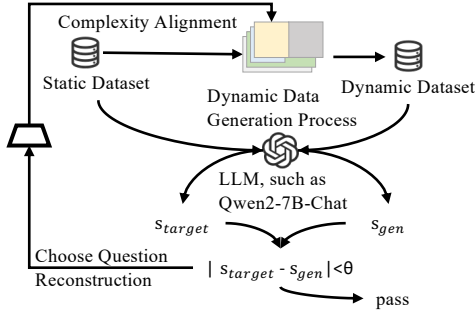 Complexity Alignment
Static Dataset
Dynamic Dataset
Dynamic Data
Generation Process
LLM, such as
Qwen2-7B-Chat
s_target
s_gen
Choose Question
Reconstruction
| s_target - s_gen |<θ
pass